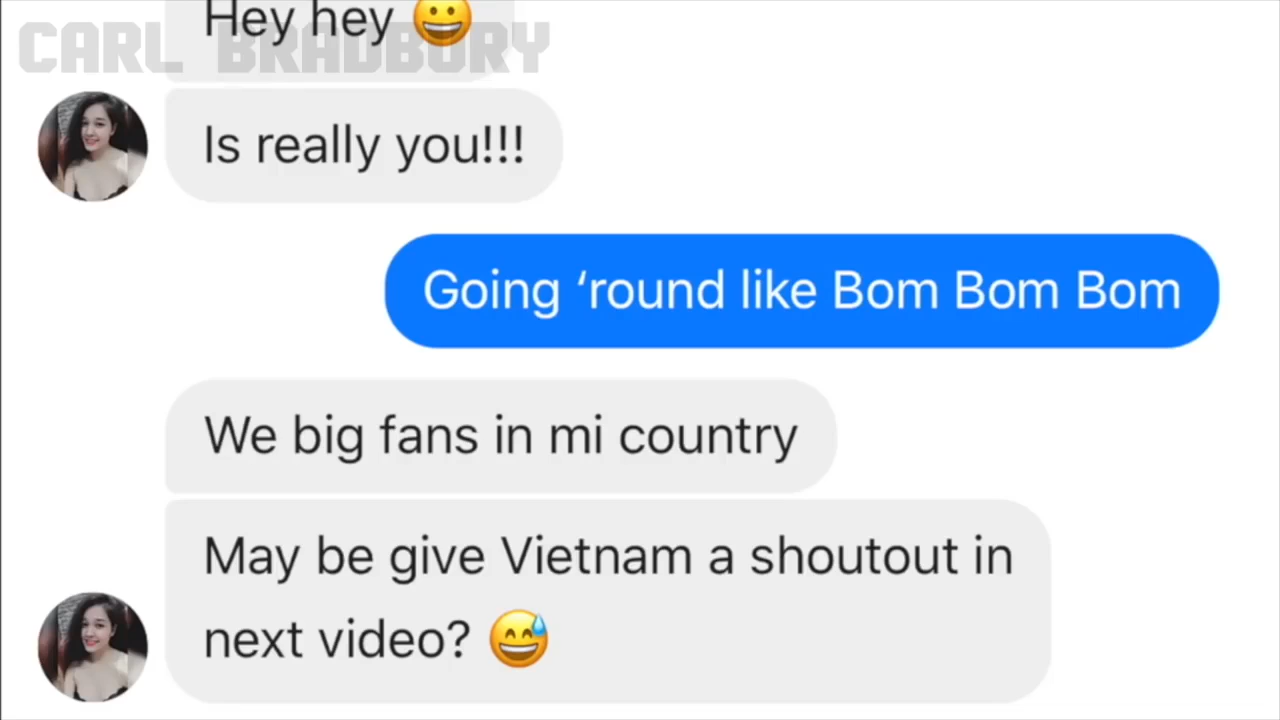 Hey hey 😀
CARL BRADBORY
Is really you!!!
Going ‘round like Bom Bom Bom
We big fans in mi country
May be give Vietnam a shoutout in
next video? 😅